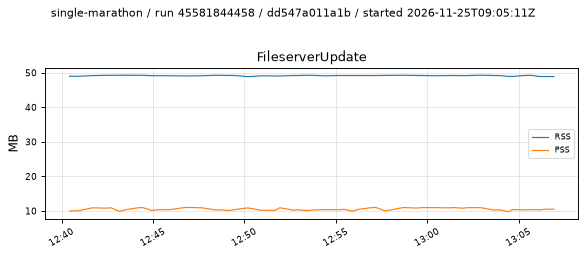 single-marathon / run 45581844458 / dd547a011a1b / started 2026-11-25T09:05:11Z
FileserverUpdate
MB
50
40
30
20
10
RSS
PSS
12:40
12:45
12:50
12:55
13:00
13:05